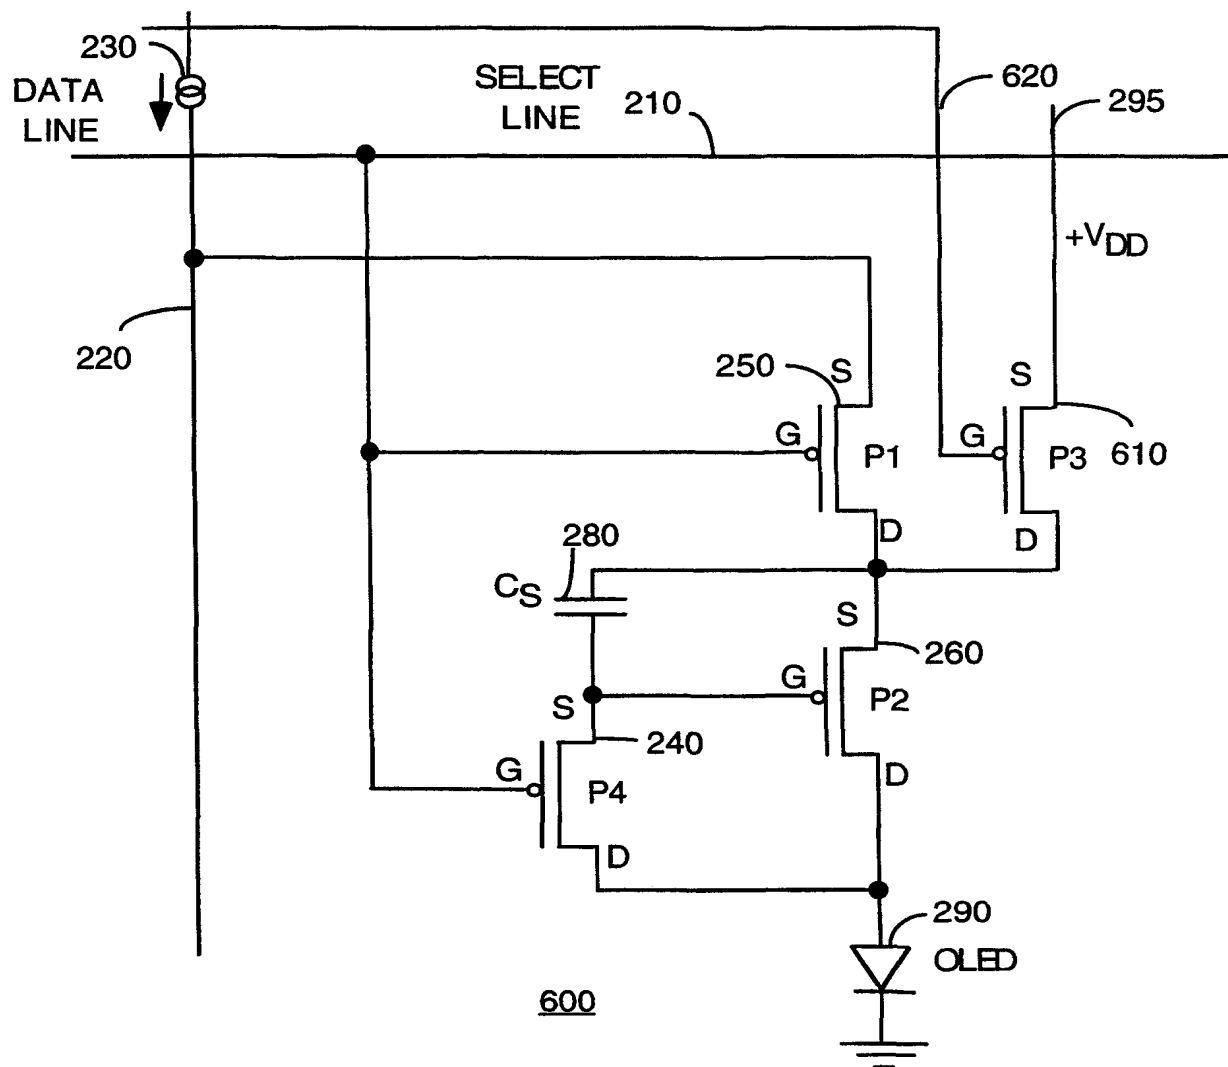 230
DATA
LINE
SELECT
LINE
210
620
295
+VDD
220
250
S
G
P1
D
S
G
P3
610
D
280
CS
S
260
G
P2
D
S
240
G
P4
D
290
OLED
600